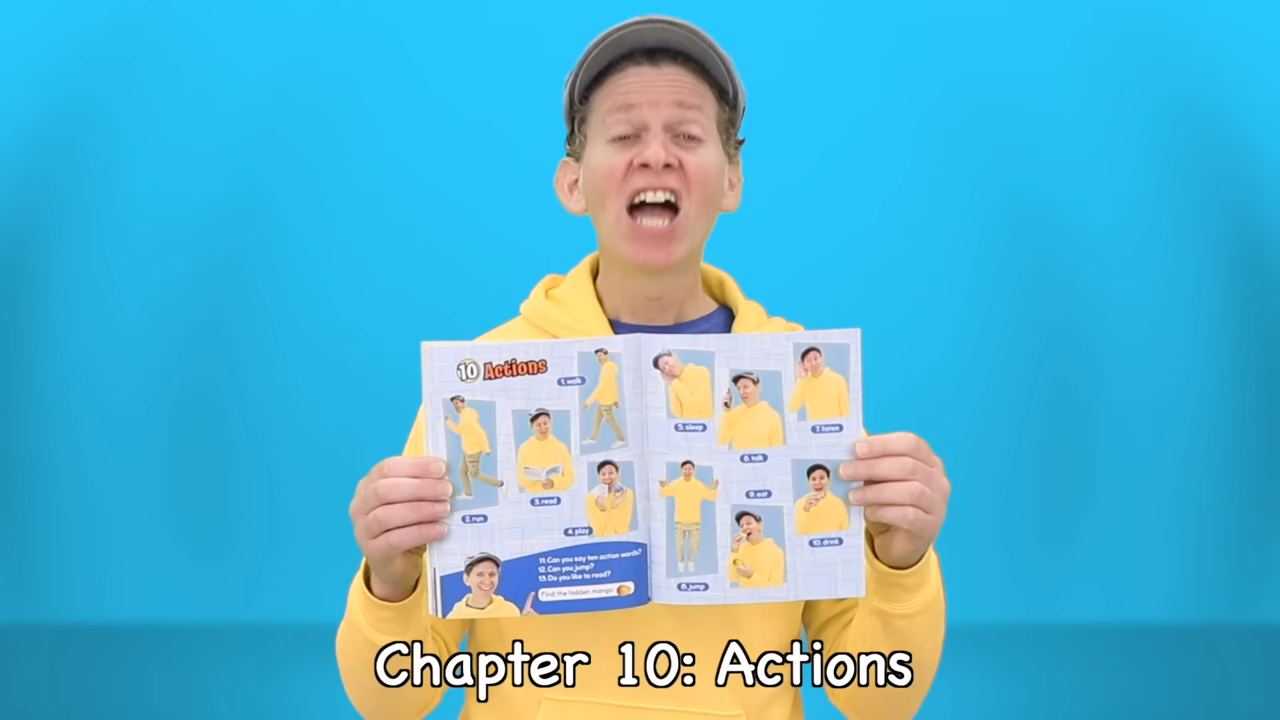 10 Actions
1. walk
2. run
3. read
4. play
11. Can you say ten action words?
12. Can you jump?
13. Do you like to read?
Find the hidden mango
5. sleep
6. talk
7. listen
8. jump
9. eat
10. drink
Chapter 10: Actions